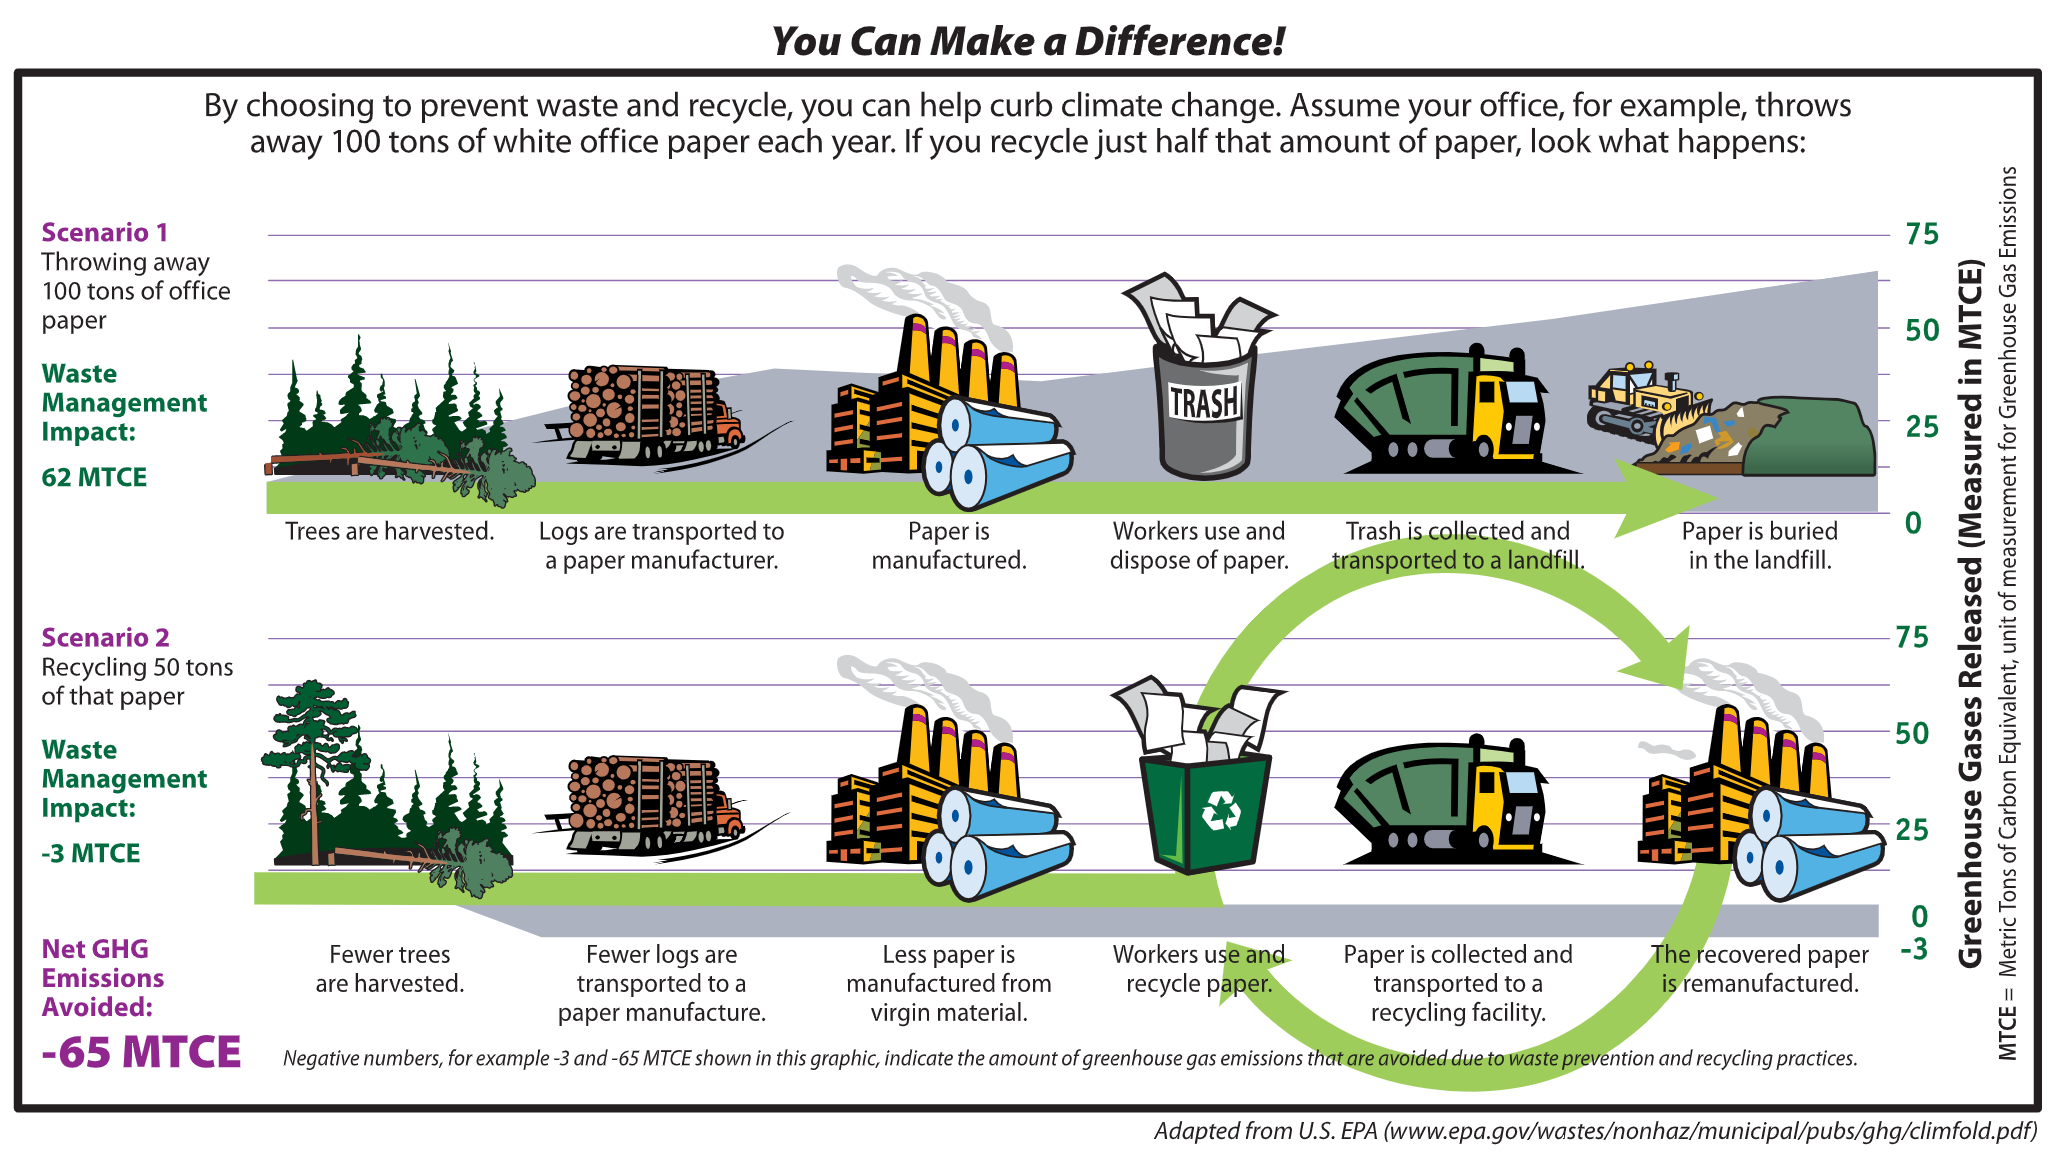 You Can Make a Difference!
By choosing to prevent waste and recycle, you can help curb climate change. Assume your office, for example, throws
away 100 tons of white office paper each year. If you recycle just half that amount of paper, look what happens:
Scenario 1
Throwing away
100 tons of office
paper
Waste
Management
Impact:
62 MTCE
TRASH
75
50
25
0
Trees are harvested.
Logs are transported to
a paper manufacturer.
Paper is
manufactured.
Workers use and
dispose of paper.
Trash is collected and
transported to a landfill.
Paper is buried
in the landfill.
Scenario 2
Recycling 50 tons
of that paper
Waste
Management
Impact:
-3 MTCE
75
50
25
0
-3
Net GHG
Emissions
Avoided:
-65 MTCE
Fewer trees
are harvested.
Fewer logs are
transported to a
paper manufacture.
Less paper is
manufactured from
virgin material.
Workers use and
recycle paper.
Paper is collected and
transported to a
recycling facility.
The recovered paper
is remanufactured.
Negative numbers, for example -3 and -65 MTCE shown in this graphic, indicate the amount of greenhouse gas emissions that are avoided due to waste prevention and recycling practices.
Greenhouse Gases Released (Measured in MTCE)
MTCE = Metric Tons of Carbon Equivalent, unit of measurement for Greenhouse Gas Emissions
Adapted from U.S. EPA (www.epa.gov/wastes/nonhaz/municipal/pubs/ghg/climfold.pdf)